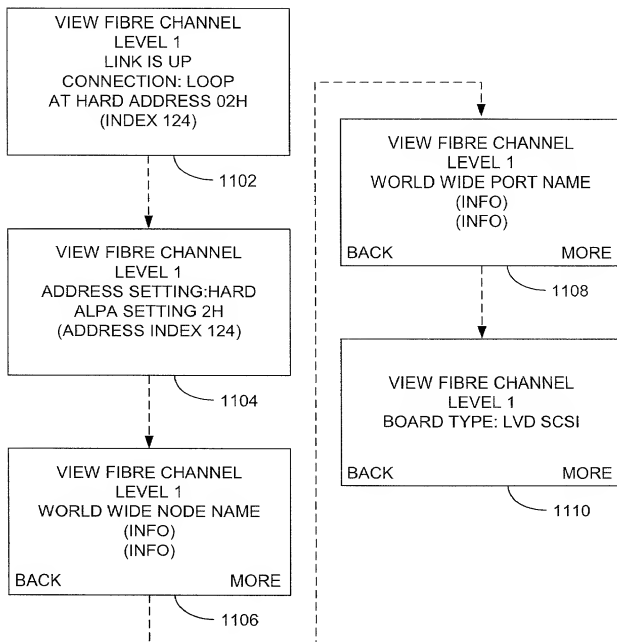 VIEW FIBRE CHANNEL
LEVEL 1
LINK IS UP
CONNECTION: LOOP
AT HARD ADDRESS 02H
(INDEX 124)
1102
VIEW FIBRE CHANNEL
LEVEL 1
ADDRESS SETTING:HARD
ALPA SETTING 2H
(ADDRESS INDEX 124)
1104
VIEW FIBRE CHANNEL
LEVEL 1
WORLD WIDE NODE NAME
(INFO)
(INFO)
BACK MORE
1106
VIEW FIBRE CHANNEL
LEVEL 1
WORLD WIDE PORT NAME
(INFO)
(INFO)
BACK MORE
1108
VIEW FIBRE CHANNEL
LEVEL 1
BOARD TYPE: LVD SCSI
BACK MORE
1110